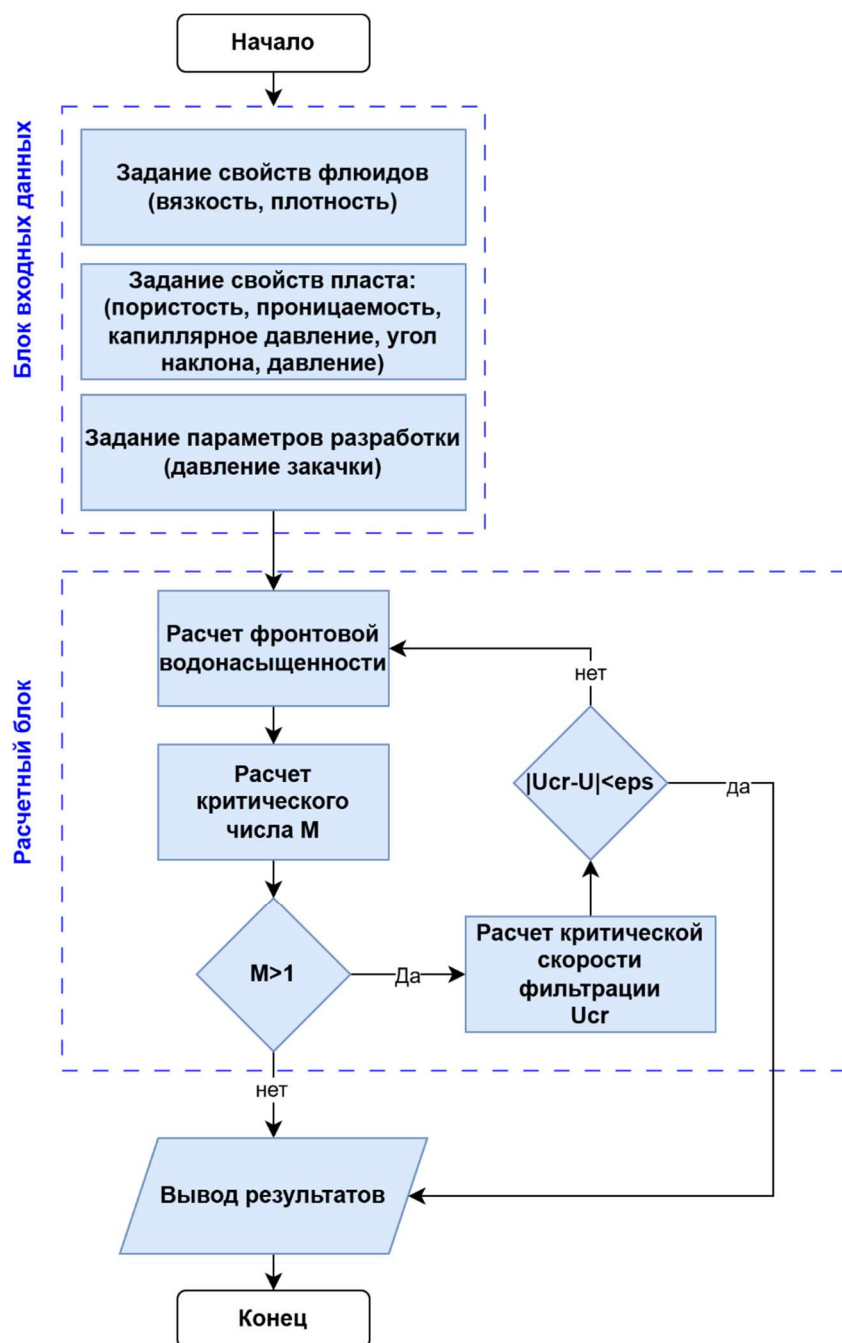 Начало
Блок входных данных
Задание свойств флюидов
(вязкость, плотность)
Задание свойств пласта:
(пористость, проницаемость,
капиллярное давление, угол
наклона, давление)
Задание параметров разработки
(давление закачки)
Расчетный блок
Расчет фронтовой
водонасыщенности
нет
Расчет
критического
числа M
|Ucr-U|<eps
да
M>1
Да
Расчет критической
скорости
фильтрации
Ucr
нет
Вывод результатов
Конец